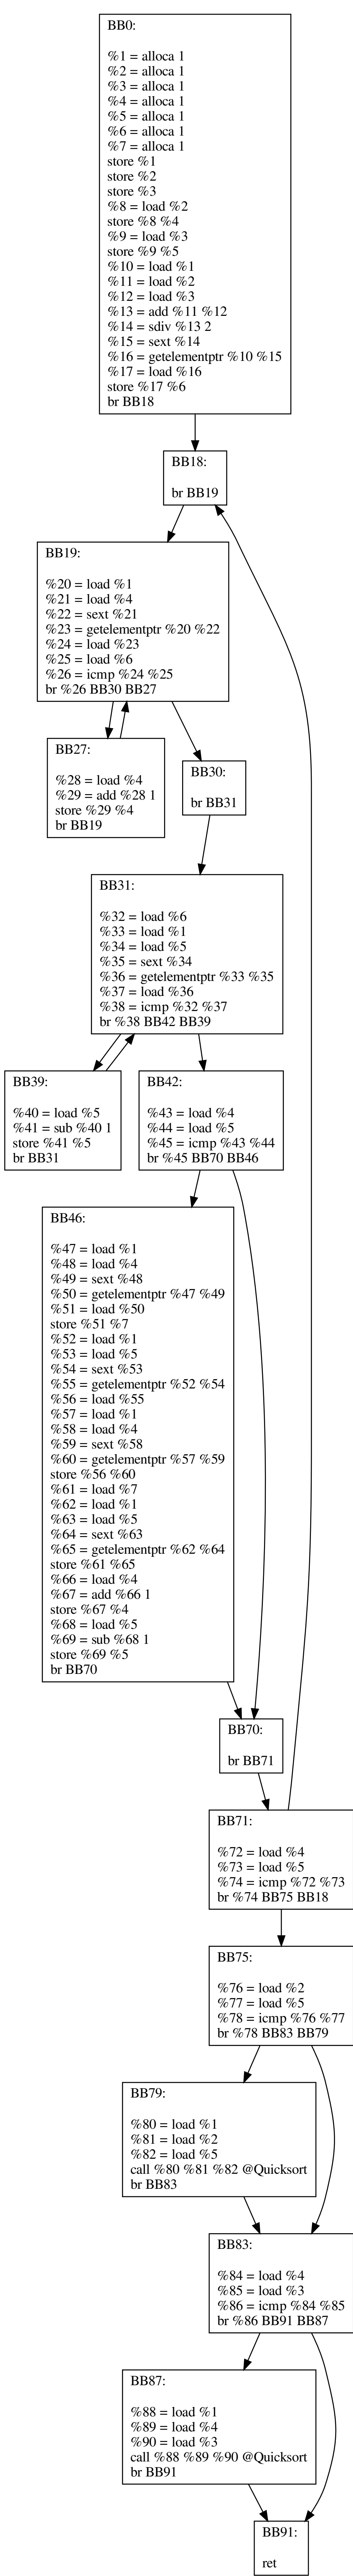 BB0:
%1 = alloca 1
%2 = alloca 1
%3 = alloca 1
%4 = alloca 1
%5 = alloca 1
%6 = alloca 1
%7 = alloca 1
store %1
store %2
store %3
%8 = load %2
store %8 %4
%9 = load %3
store %9 %5
%10 = load %1
%11 = load %2
%12 = load %3
%13 = add %11 %12
%14 = sdiv %13 2
%15 = sext %14
%16 = getelementptr %10 %15
%17 = load %16
store %17 %6
br BB18
BB18:
br BB19
BB19:
%20 = load %1
%21 = load %4
%22 = sext %21
%23 = getelementptr %20 %22
%24 = load %23
%25 = load %6
%26 = icmp %24 %25
br %26 BB30 BB27
BB27:
%28 = load %4
%29 = add %28 1
store %29 %4
br BB19
BB30:
br BB31
BB31:
%32 = load %6
%33 = load %1
%34 = load %5
%35 = sext %34
%36 = getelementptr %33 %35
%37 = load %36
%38 = icmp %32 %37
br %38 BB42 BB39
BB39:
%40 = load %5
%41 = sub %40 1
store %41 %5
br BB31
BB42:
%43 = load %4
%44 = load %5
%45 = icmp %43 %44
br %45 BB70 BB46
BB46:
%47 = load %1
%48 = load %4
%49 = sext %48
%50 = getelementptr %47 %49
%51 = load %50
store %51 %7
%52 = load %1
%53 = load %5
%54 = sext %53
%55 = getelementptr %52 %54
%56 = load %55
%57 = load %1
%58 = load %4
%59 = sext %58
%60 = getelementptr %57 %59
store %56 %60
%61 = load %7
%62 = load %1
%63 = load %5
%64 = sext %63
%65 = getelementptr %62 %64
store %61 %65
%66 = load %4
%67 = add %66 1
store %67 %4
%68 = load %5
%69 = sub %68 1
store %69 %5
br BB70
BB70:
br BB71
BB71:
%72 = load %4
%73 = load %5
%74 = icmp %72 %73
br %74 BB75 BB18
BB75:
%76 = load %2
%77 = load %5
%78 = icmp %76 %77
br %78 BB83 BB79
BB79:
%80 = load %1
%81 = load %2
%82 = load %5
call %80 %81 %82 @Quicksort
br BB83
BB83:
%84 = load %4
%85 = load %3
%86 = icmp %84 %85
br %86 BB91 BB87
BB87:
%88 = load %1
%89 = load %4
%90 = load %3
call %88 %89 %90 @Quicksort
br BB91
BB91:
ret